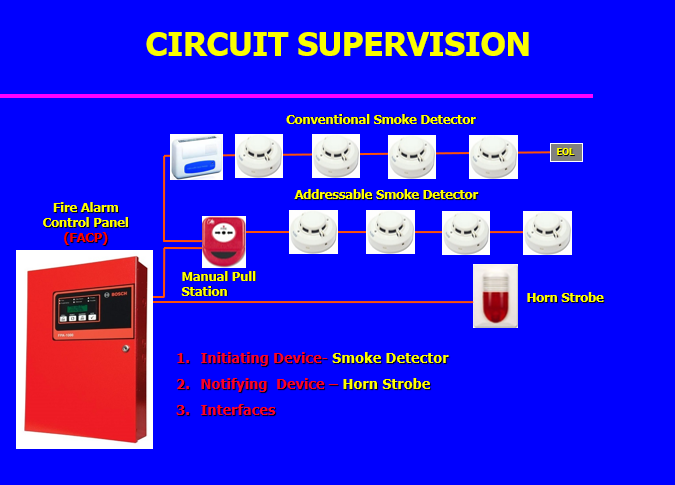 CIRCUIT SUPERVISION
Conventional Smoke Detector
EOL
Addressable Smoke Detector
Fire Alarm
Control Panel
(FACP)
Manual Pull
Station
BOSCH
Horn Strobe
1. Initiating Device- Smoke Detector
2. Notifying Device – Horn Strobe
3. Interfaces